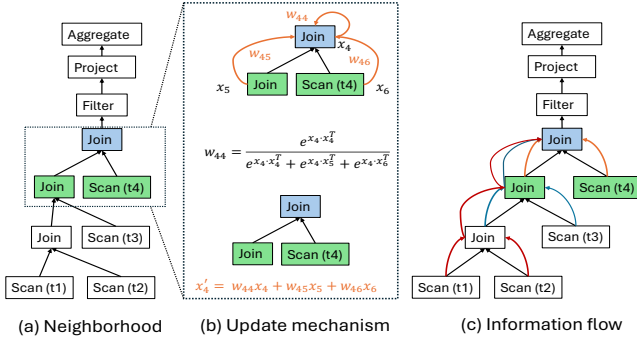 Aggregate
Project
Filter
Join
Join
Scan (t4)
Join
Scan (t3)
Scan (t1)
Scan (t2)
(a) Neighborhood
w₄₄
Join
x₄
w₄₅
w₄₆
x₅
Join
Scan (t4)
x₆
w₄₄ = e^{x₄·x₄^T} / (e^{x₄·x₄^T} + e^{x₄·x₅^T} + e^{x₄·x₆^T})
Join
Join
Scan (t4)
x₄′ = w₄₄x₄ + w₄₅x₅ + w₄₆x₆
(b) Update mechanism
Aggregate
Project
Filter
Join
Join
Scan (t4)
Join
Scan (t3)
Scan (t1)
Scan (t2)
(c) Information flow